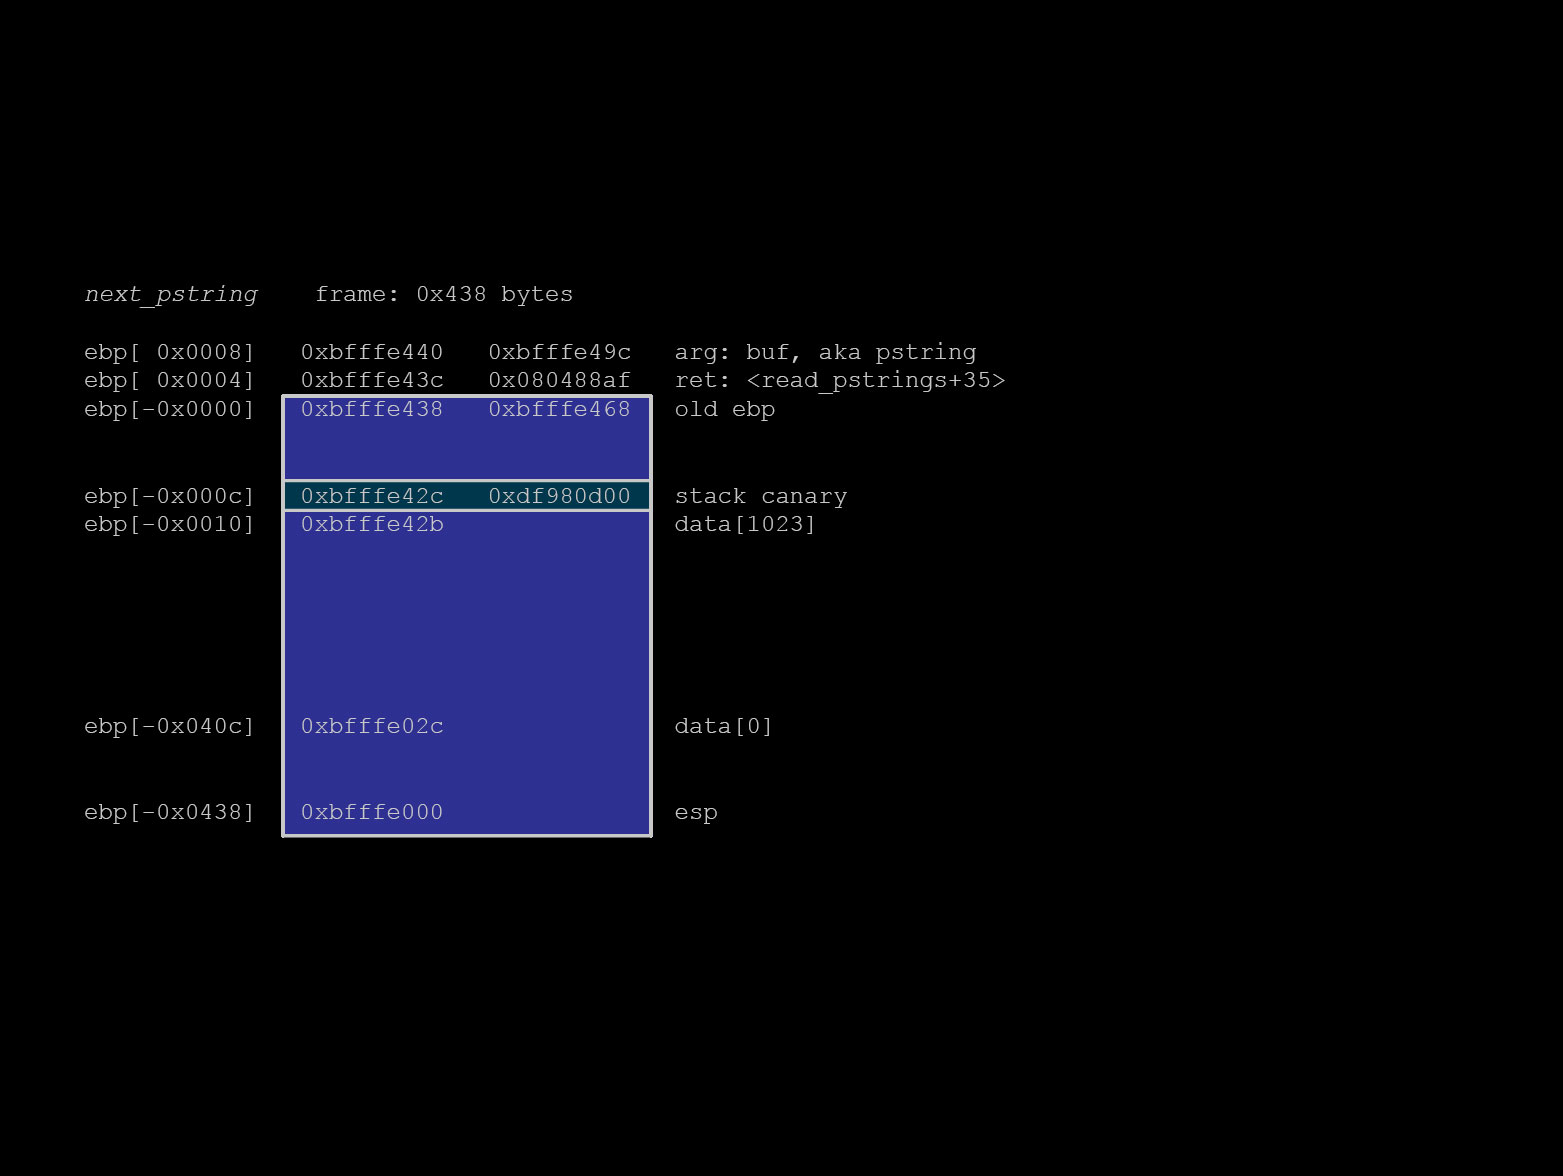 next_pstring frame: 0x438 bytes
ebp[ 0x0008] 0xbfffe440 0xbfffe49c arg: buf, aka pstring
ebp[ 0x0004] 0xbfffe43c 0x080488af ret: <read_pstrings+35>
ebp[-0x0000] 0xbfffe438 0xbfffe468 old ebp
ebp[-0x000c] 0xbfffe42c 0xdf980d00 stack canary
ebp[-0x0010] 0xbfffe42b data[1023]
ebp[-0x040c] 0xbfffe02c data[0]
ebp[-0x0438] 0xbfffe000 esp